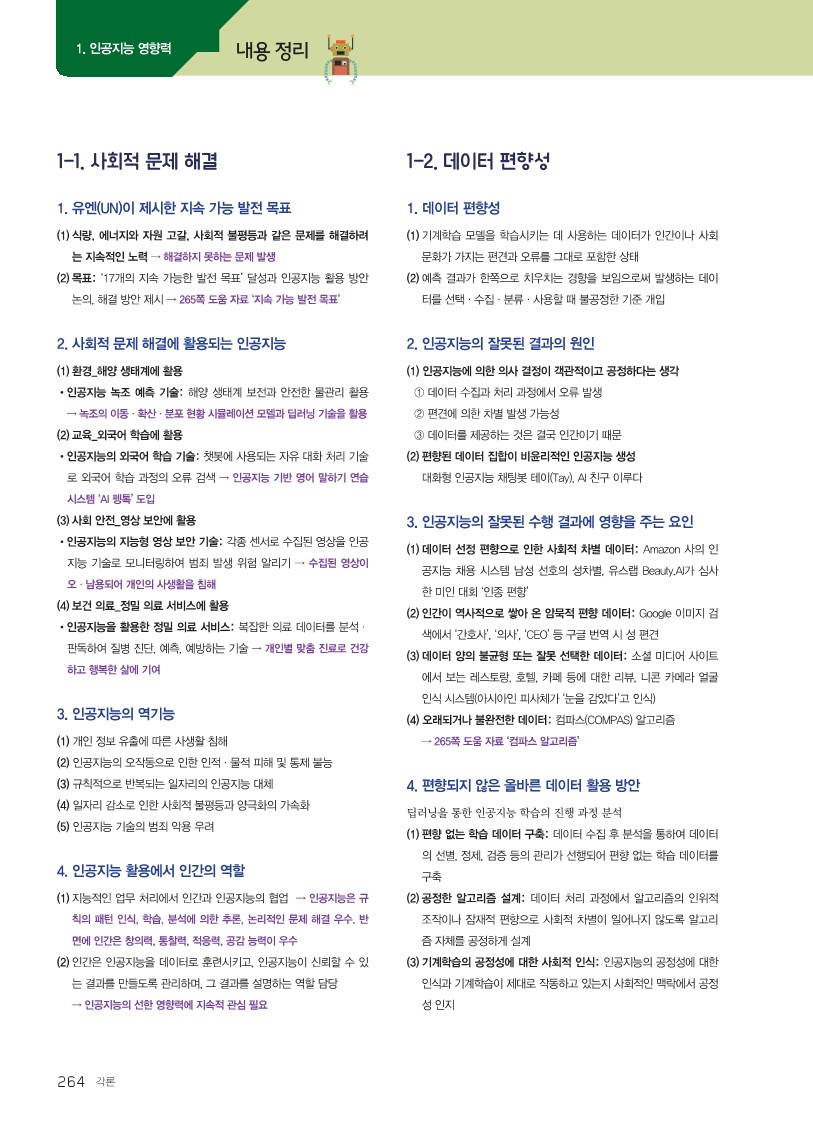 1. 인공지능 영향력
내용 정리
1-1. 사회적 문제 해결
1. 유엔(UN)이 제시한 지속 가능 발전 목표
(1) 식량, 에너지와 자원 고갈, 사회적 불평등과 같은 문제를 해결하려
는 지속적인 노력 → 해결하지 못하는 문제 발생
(2) 목표: ‘17개의 지속 가능한 발전 목표’ 달성과 인공지능 활용 방안
논의, 해결 방안 제시 → 265쪽 도움 자료 ‘지속 가능 발전 목표’
2. 사회적 문제 해결에 활용되는 인공지능
(1) 환경_해양 생태계에 활용
• 인공지능 녹조 예측 기술: 해양 생태계 보전과 안전한 물관리 활용
→ 녹조의 이동·확산·분포 현황 시뮬레이션 모델과 딥러닝 기술을 활용
(2) 교육_외국어 학습에 활용
• 인공지능의 외국어 학습 기술: 챗봇에 사용되는 자유 대화 처리 기술
로 외국어 학습 과정의 오류 검색 → 인공지능 기반 영어 말하기 연습
시스템 ‘AI 펭톡’ 도입
(3) 사회 안전_영상 보안에 활용
• 인공지능의 지능형 영상 보안 기술: 각종 센서로 수집된 영상을 인공
지능 기술로 모니터링하여 범죄 발생 위험 알리기 → 수집된 영상이
오·남용되어 개인의 사생활을 침해
(4) 보건 의료_정밀 의료 서비스에 활용
• 인공지능을 활용한 정밀 의료 서비스: 복잡한 의료 데이터를 분석·
판독하여 질병 진단, 예측, 예방하는 기술 → 개인별 맞춤 진료로 건강
하고 행복한 삶에 기여
3. 인공지능의 역기능
(1) 개인 정보 유출에 따른 사생활 침해
(2) 인공지능의 오작동으로 인한 인적·물적 피해 및 통제 불능
(3) 규칙적으로 반복되는 일자리의 인공지능 대체
(4) 일자리 감소로 인한 사회적 불평등과 양극화의 가속화
(5) 인공지능 기술의 범죄 악용 우려
4. 인공지능 활용에서 인간의 역할
(1) 지능적인 업무 처리에서 인간과 인공지능의 협업 → 인공지능은 규
칙의 패턴 인식, 학습, 분석에 의한 추론, 논리적인 문제 해결 우수. 반
면에 인간은 창의력, 통찰력, 적응력, 공감 능력이 우수
(2) 인간은 인공지능을 데이터로 훈련시키고, 인공지능이 신뢰할 수 있
는 결과를 만들도록 관리하며, 그 결과를 설명하는 역할 담당
→ 인공지능의 선한 영향력에 지속적 관심 필요
1-2. 데이터 편향성
1. 데이터 편향성
(1) 기계학습 모델을 학습시키는 데 사용하는 데이터가 인간이나 사회
문화가 가지는 편견과 오류를 그대로 포함한 상태
(2) 예측 결과가 한쪽으로 치우치는 경향을 보임으로써 발생하는 데이
터를 선택·수집·분류·사용할 때 불공정한 기준 개입
2. 인공지능의 잘못된 결과의 원인
(1) 인공지능에 의한 의사 결정이 객관적이고 공정하다는 생각
① 데이터 수집과 처리 과정에서 오류 발생
② 편견에 의한 차별 발생 가능성
③ 데이터를 제공하는 것은 결국 인간이기 때문
(2) 편향된 데이터 집합이 비윤리적인 인공지능 생성
대화형 인공지능 채팅봇 테이(Tay), AI 친구 이루다
3. 인공지능의 잘못된 수행 결과에 영향을 주는 요인
(1) 데이터 선정 편향으로 인한 사회적 차별 데이터: Amazon 사의 인
공지능 채용 시스템 남성 선호의 성차별, 유스랩 Beauty.AI가 심사
한 미인 대회 ‘인종 편향’
(2) 인간이 역사적으로 쌓아 온 암묵적 편향 데이터: Google 이미지 검
색에서 ‘간호사’, ‘의사’, ‘CEO’ 등 구글 번역 시 성 편견
(3) 데이터 양의 불균형 또는 잘못 선택한 데이터: 소셜 미디어 사이트
에서 보는 레스토랑, 호텔, 카페 등에 대한 리뷰, 니콘 카메라 얼굴
인식 시스템(아시아인 피사체가 ‘눈을 감았다’고 인식)
(4) 오래되거나 불완전한 데이터: 컴파스(COMPAS) 알고리즘
→ 265쪽 도움 자료 ‘컴파스 알고리즘’
4. 편향되지 않은 올바른 데이터 활용 방안
딥러닝을 통한 인공지능 학습의 진행 과정 분석
(1) 편향 없는 학습 데이터 구축: 데이터 수집 후 분석을 통하여 데이터
의 선별, 정제, 검증 등의 관리가 선행되어 편향 없는 학습 데이터를
구축
(2) 공정한 알고리즘 설계: 데이터 처리 과정에서 알고리즘의 인위적
조작이나 잠재적 편향으로 사회적 차별이 일어나지 않도록 알고리
즘 자체를 공정하게 설계
(3) 기계학습의 공정성에 대한 사회적 인식: 인공지능의 공정성에 대한
인식과 기계학습이 제대로 작동하고 있는지 사회적인 맥락에서 공정
성 인지
264 각론